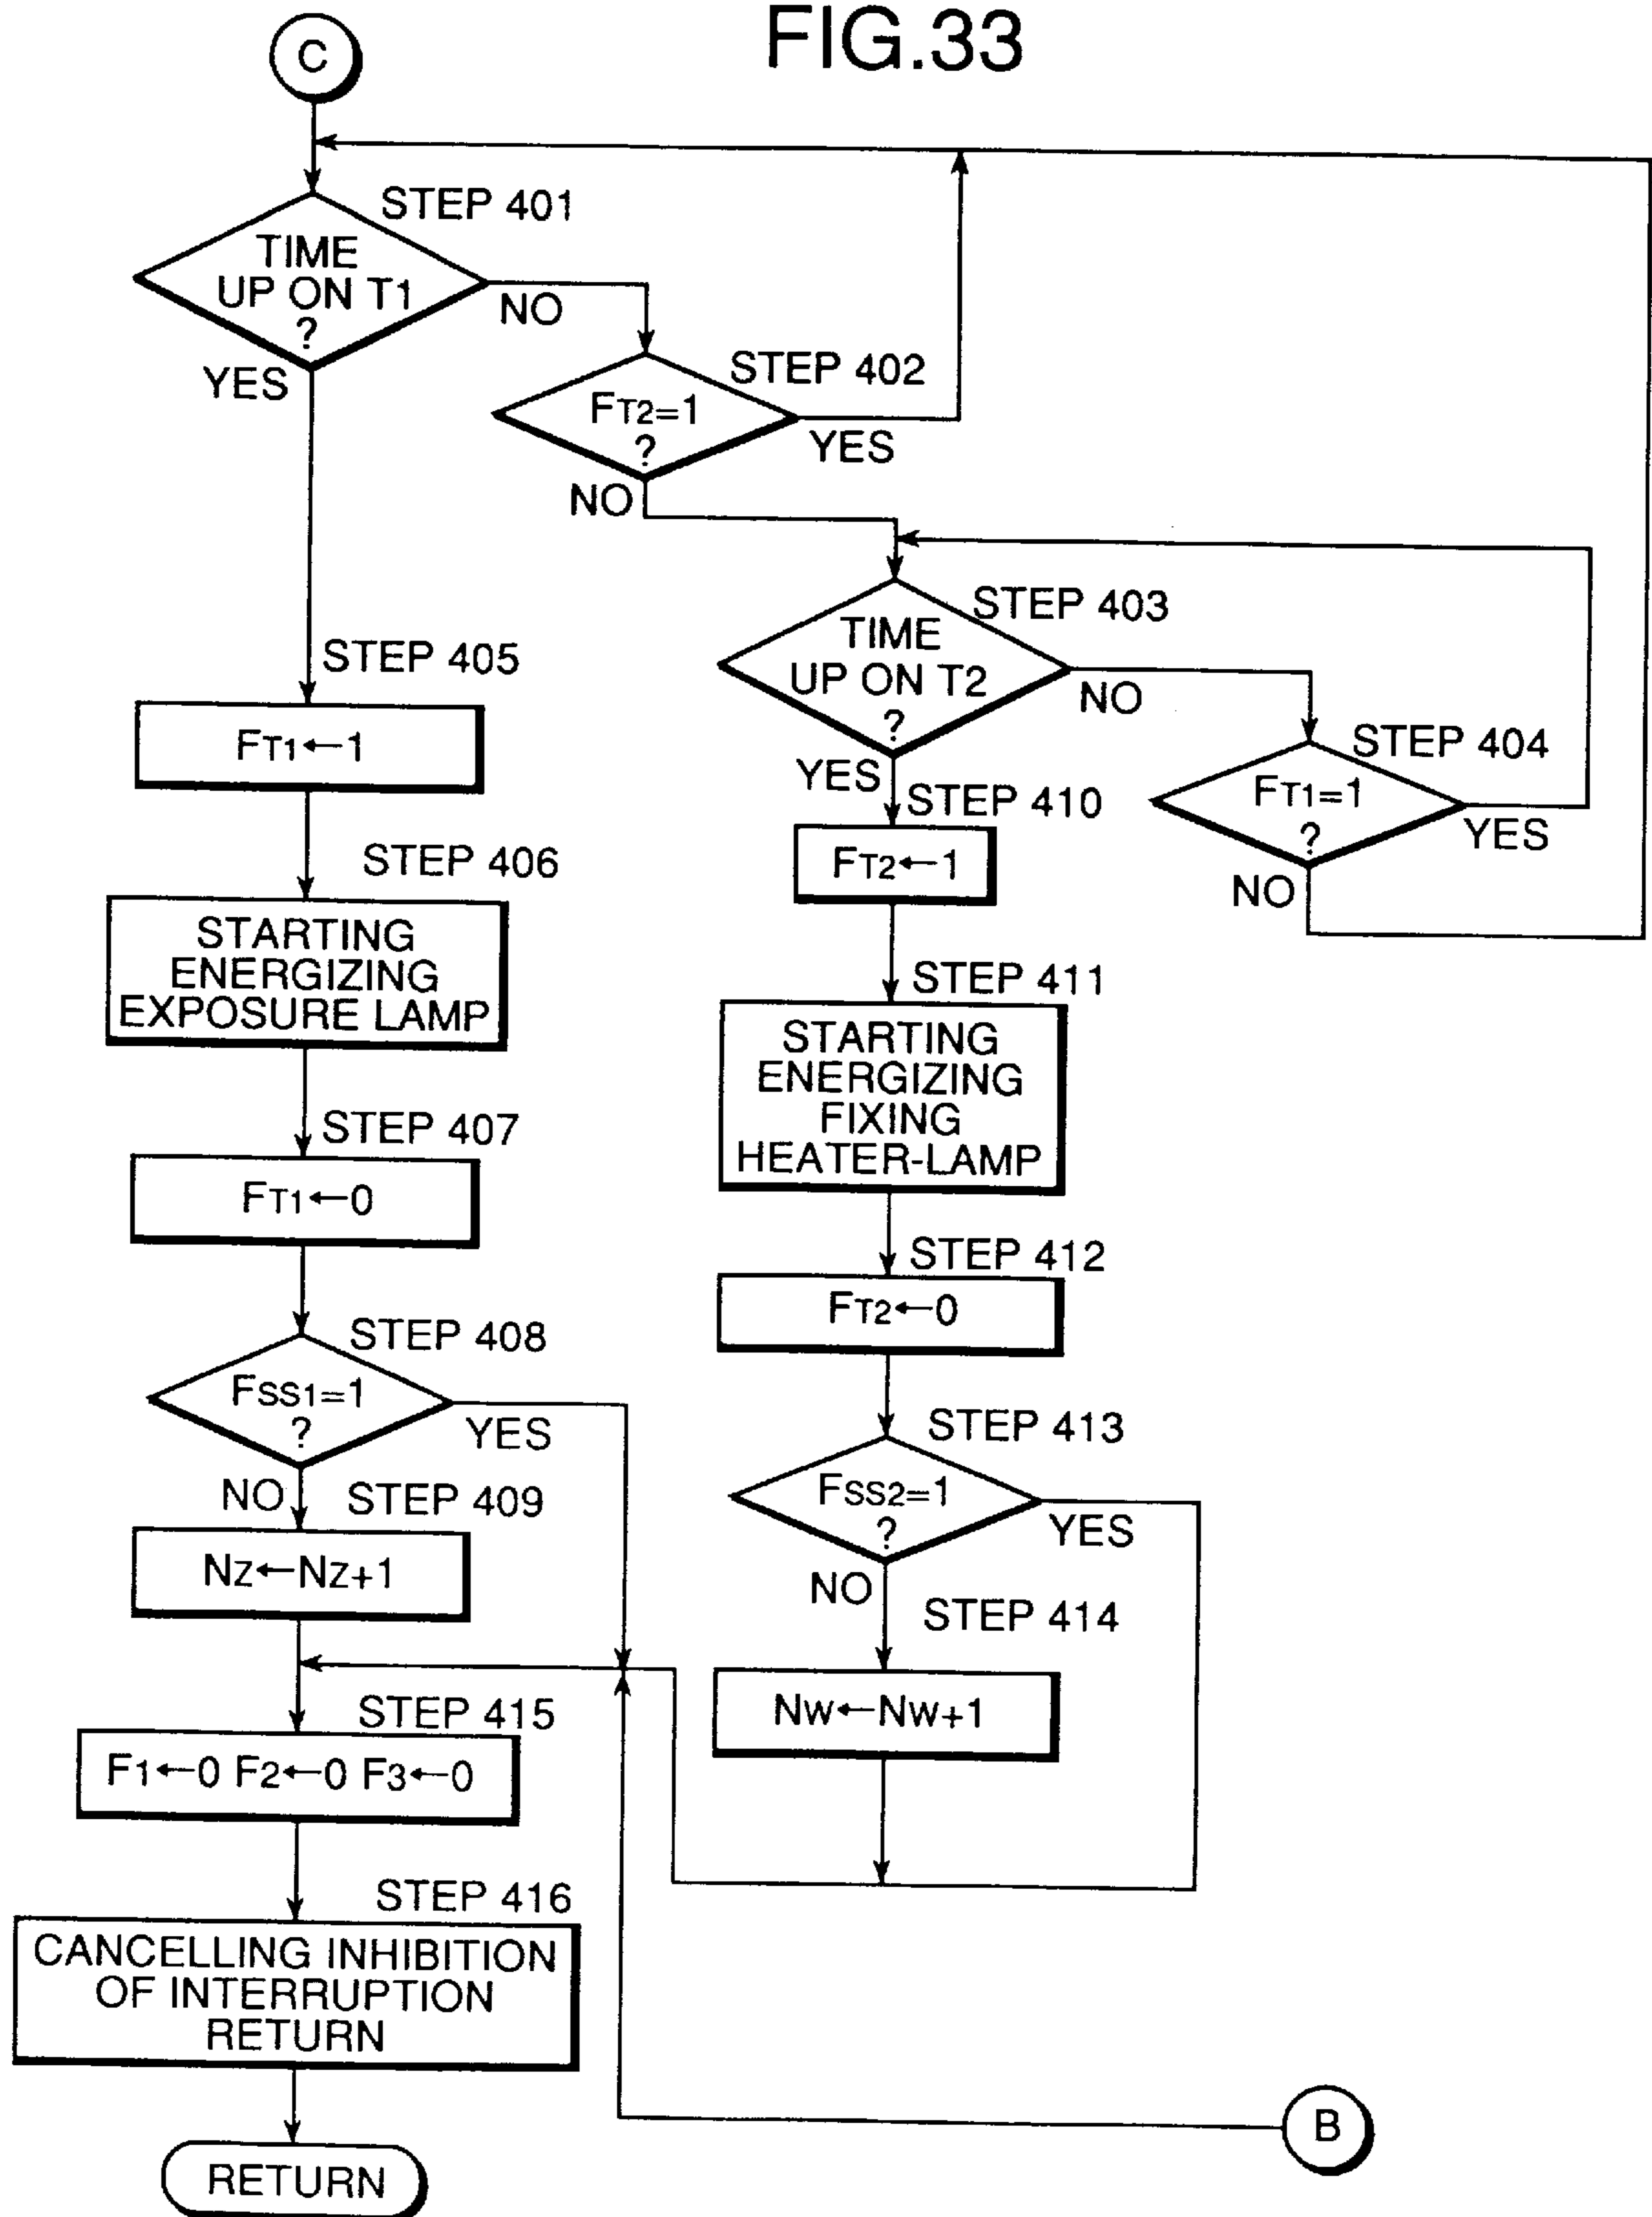 FIG.33
C
STEP 401
TIME
UP ON T1
?
NO
YES
STEP 402
FT2=1
?
YES
NO
STEP 403
TIME
UP ON T2
?
NO
YES
STEP 404
FT1=1
?
YES
NO
STEP 405
FT1←1
STEP 406
STARTING
ENERGIZING
EXPOSURE LAMP
STEP 407
FT1←0
STEP 408
FSS1=1
?
YES
NO
STEP 409
NZ←NZ+1
STEP 410
FT2←1
STEP 411
STARTING
ENERGIZING
FIXING
HEATER-LAMP
STEP 412
FT2←0
STEP 413
FSS2=1
?
YES
NO
STEP 414
NW←NW+1
STEP 415
F1←0 F2←0 F3←0
STEP 416
CANCELLING INHIBITION
OF INTERRUPTION
RETURN
RETURN
B